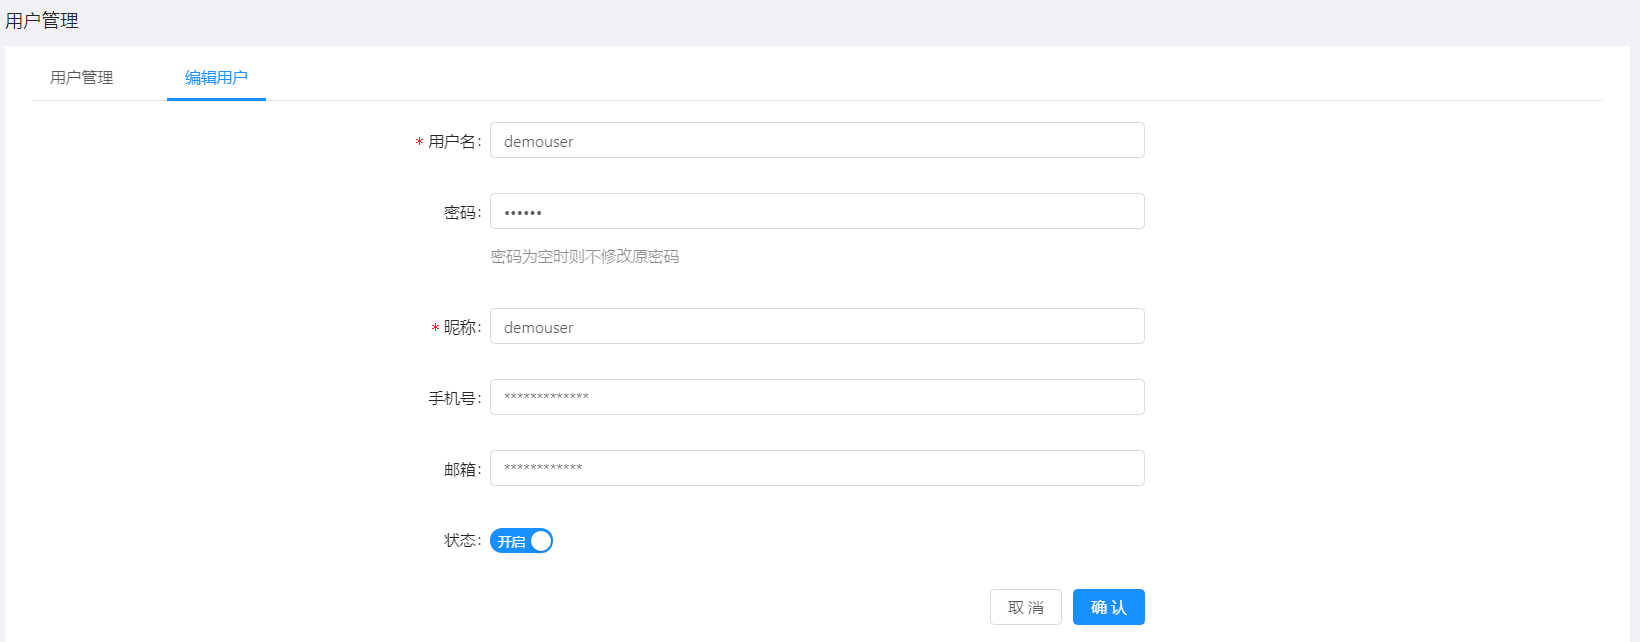 用户管理
用户管理 编辑用户
* 用户名: demouser
密码: ••••••
密码为空时则不修改原密码
* 昵称: demouser
手机号: *************
邮箱: ************
状态: 开启
取 消 确 认